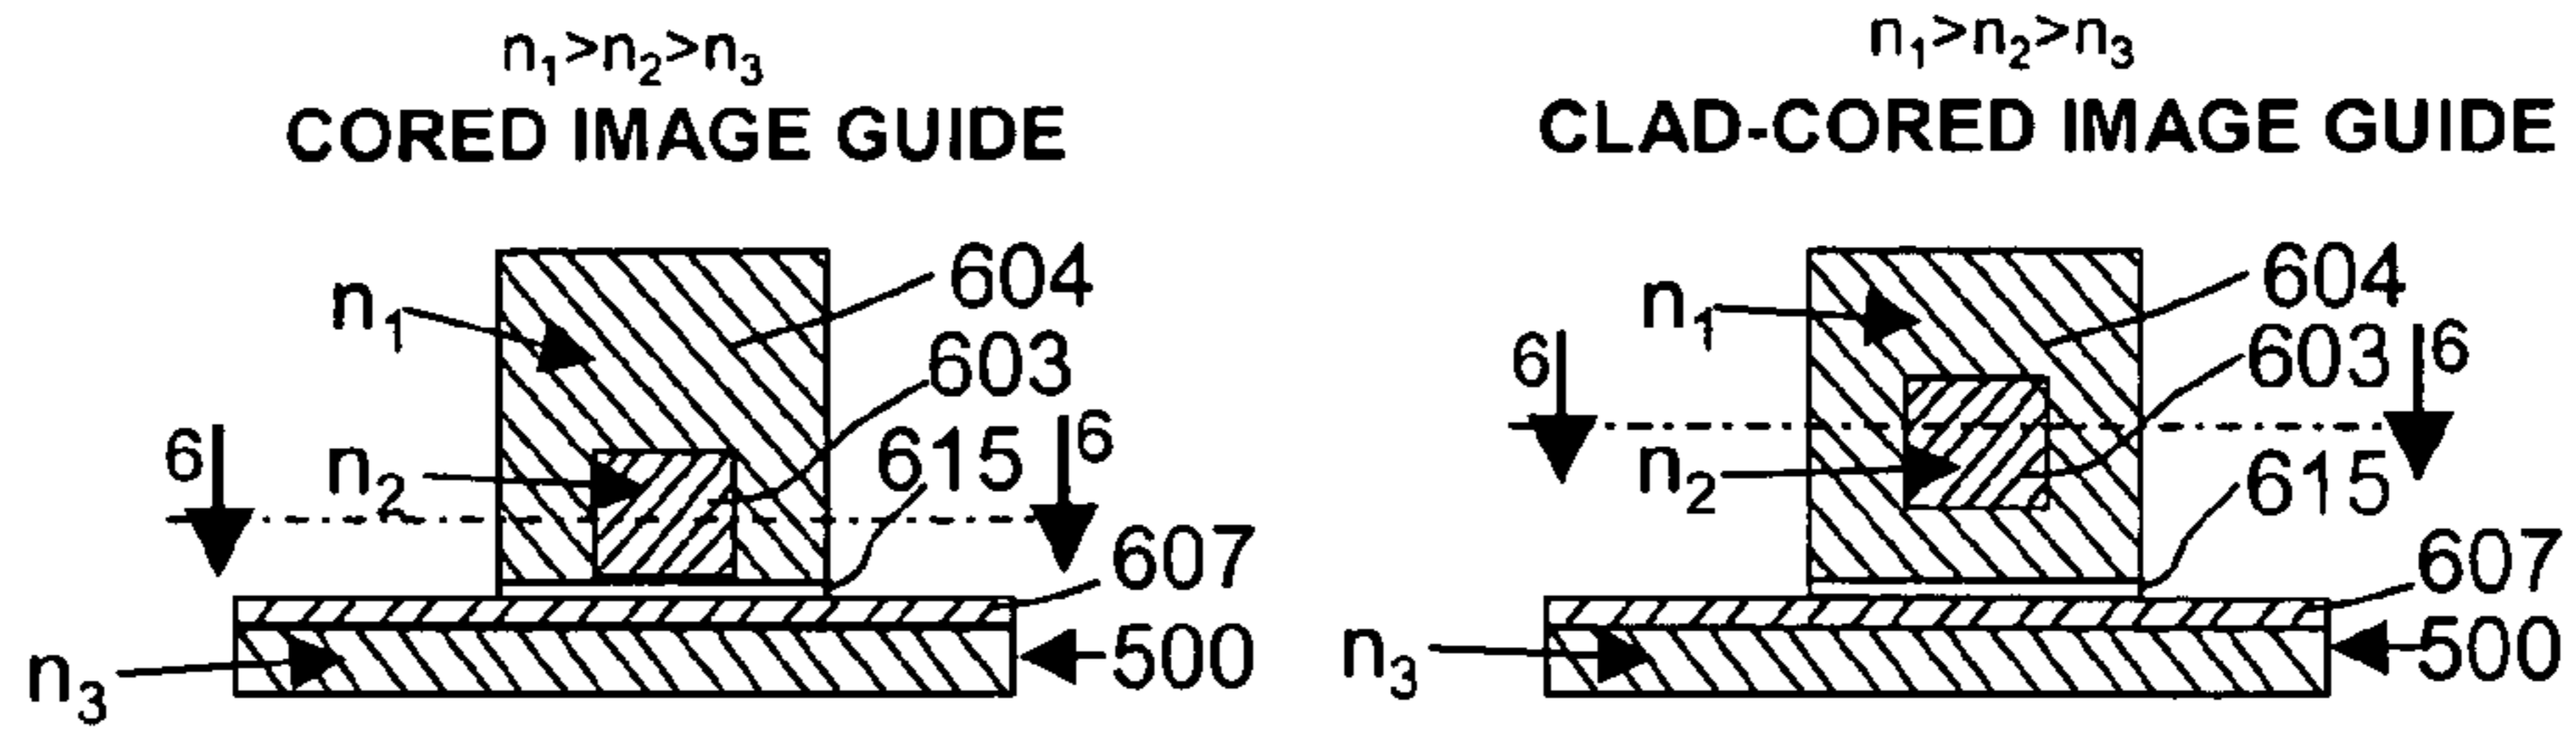 n1>n2>n3
CORED IMAGE GUIDE
n1
604
603
6
n2
615
6
607
n3
500
n1>n2>n3
CLAD-CORED IMAGE GUIDE
n1
604
6
603
6
n2
615
607
n3
500